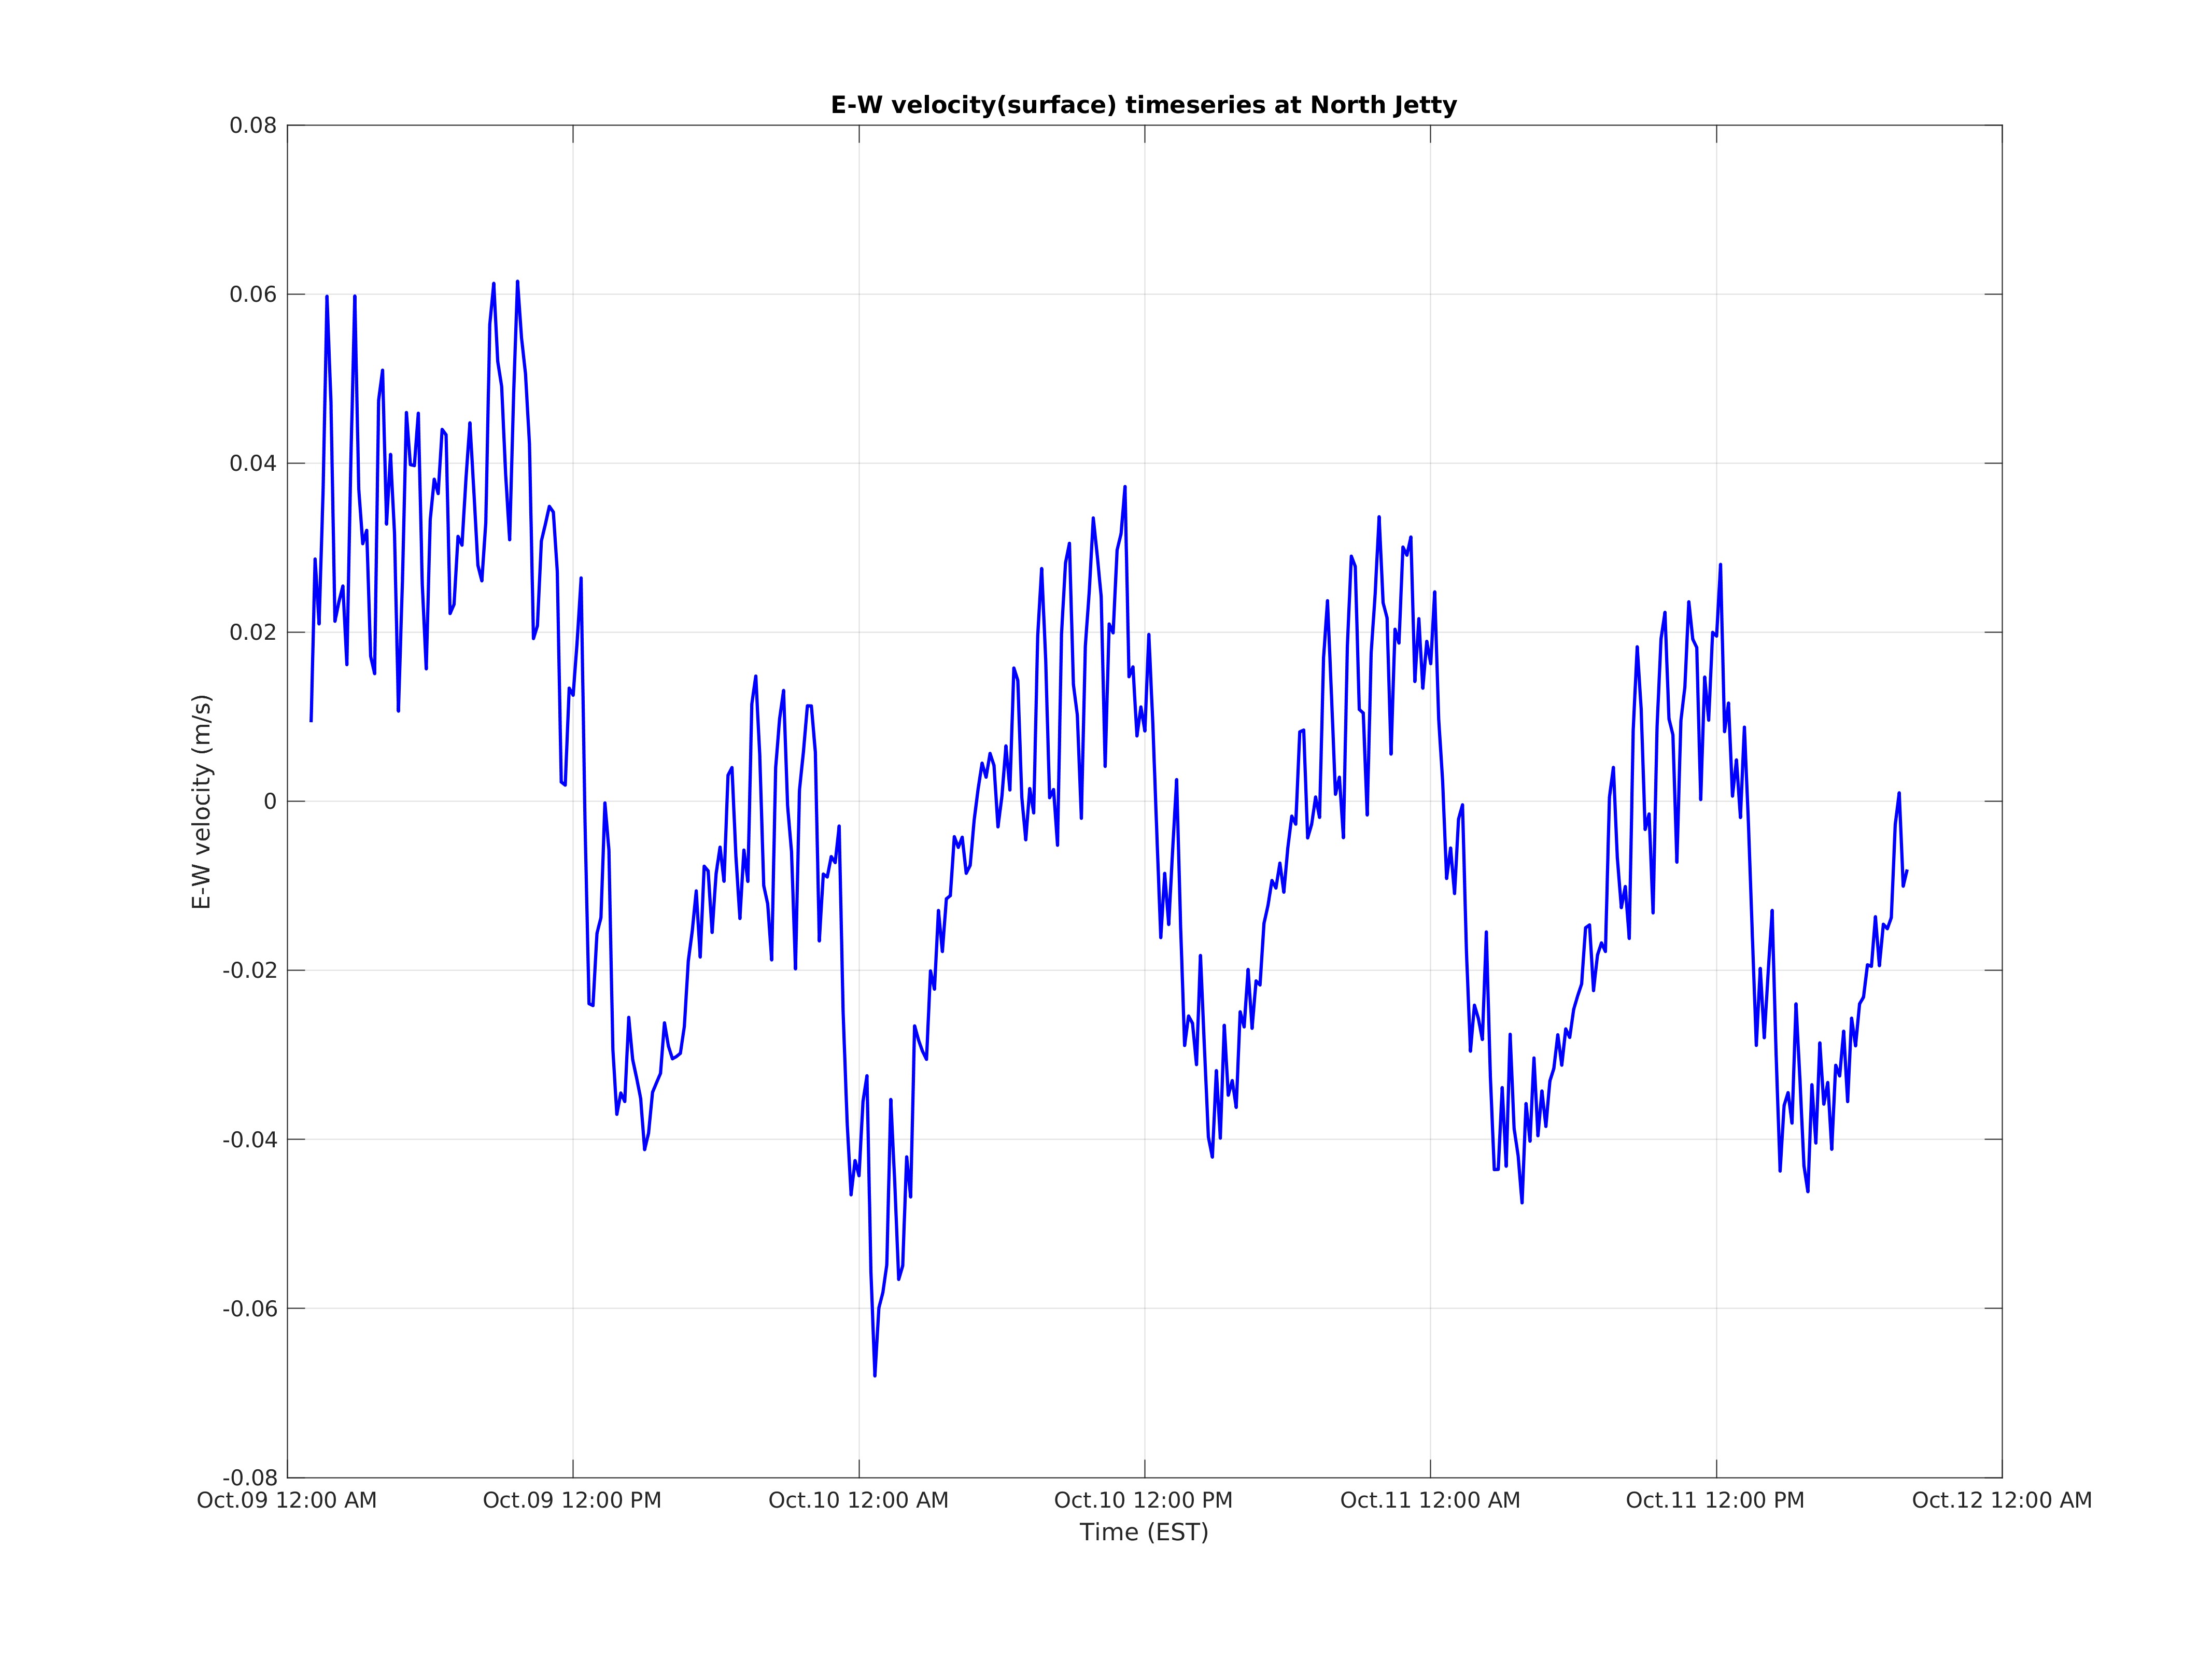 E-W velocity(surface) timeseries at North Jetty
0.08
0.06
0.04
0.02
0
-0.02
-0.04
-0.06
-0.08
E-W velocity (m/s)
Oct.09 12:00 AM Oct.09 12:00 PM Oct.10 12:00 AM Oct.10 12:00 PM Oct.11 12:00 AM Oct.11 12:00 PM Oct.12 12:00 AM
Time (EST)